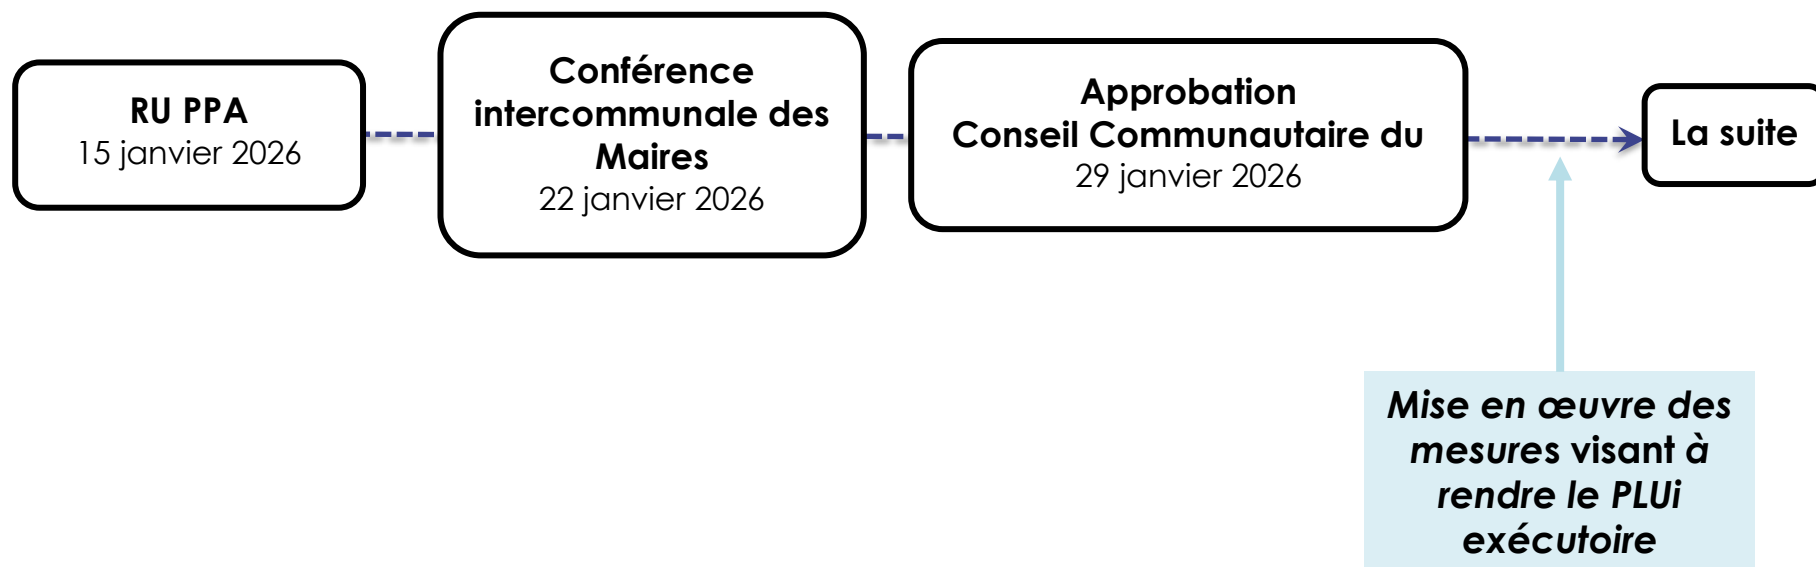 RU PPA
15 janvier 2026
Conférence
intercommunale des
Maires
22 janvier 2026
Approbation
Conseil Communautaire du
29 janvier 2026
La suite
Mise en œuvre des
mesures visant à
rendre le PLUi
exécutoire